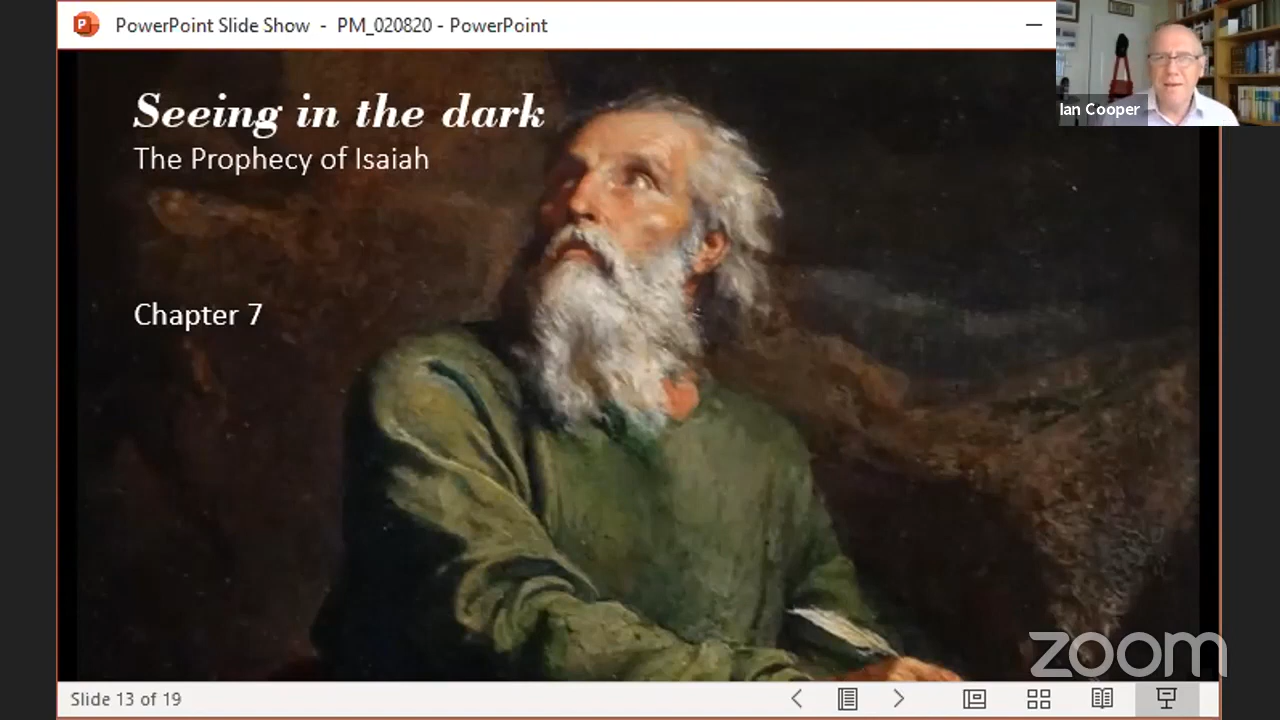 PowerPoint Slide Show - PM_020820 - PowerPoint
Ian Cooper
Seeing in the dark
The Prophecy of Isaiah
Chapter 7
zoom
Slide 13 of 19